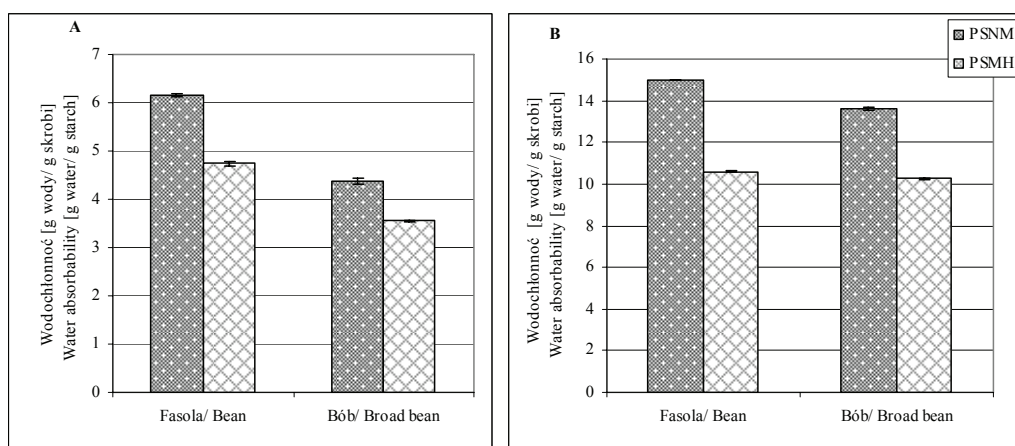 A
Wodochłonnoć [g wody/ g skrobi]
Water absorbability [g water/ g starch]
7
6
5
4
3
2
1
0
Fasola/ Bean
Bób/ Broad bean
B
PSNM
PSMH
Wodochłonnoć [g wody/ g skrobi]
Water absorbability [g water/ g starch]
16
14
12
10
8
6
4
2
0
Fasola/ Bean
Bób/ Broad bean